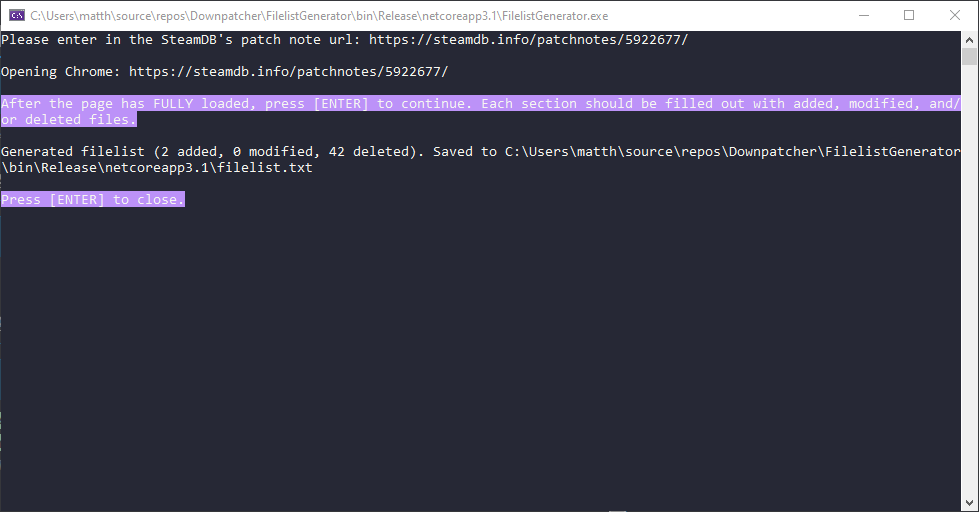 C:\Users\matth\source\repos\Downpatcher\FilelistGenerator\bin\Release\netcoreapp3.1\FilelistGenerator.exe
Please enter in the SteamDB's patch note url: https://steamdb.info/patchnotes/5922677/
Opening Chrome: https://steamdb.info/patchnotes/5922677/
After the page has FULLY loaded, press [ENTER] to continue. Each section should be filled out with added, modified, and/
or deleted files.
Generated filelist (2 added, 0 modified, 42 deleted). Saved to C:\Users\matth\source\repos\Downpatcher\FilelistGenerator
\bin\Release\netcoreapp3.1\filelist.txt
Press [ENTER] to close.